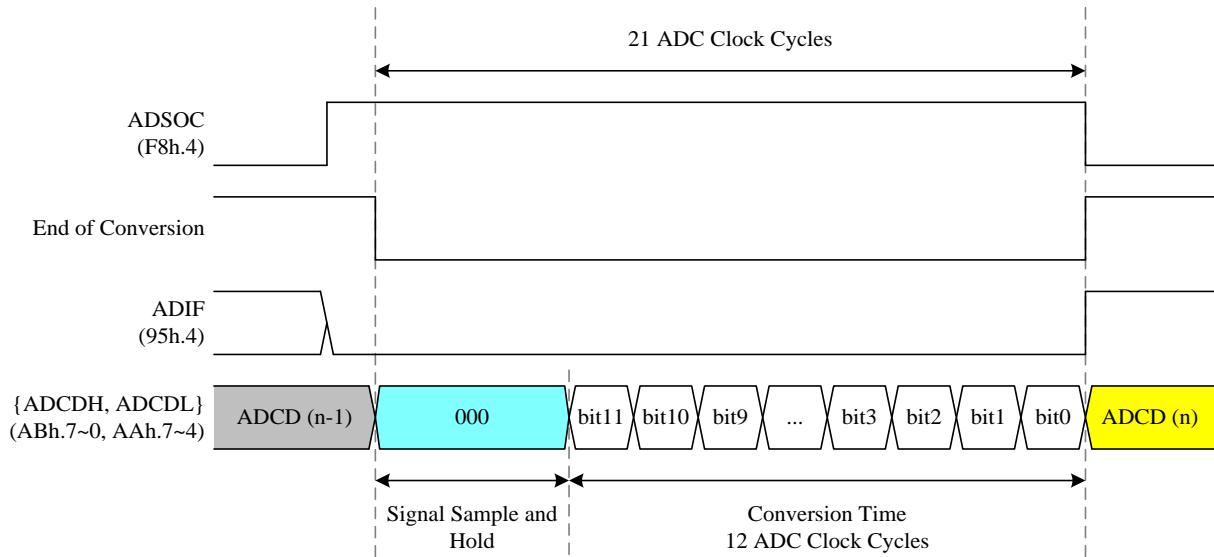 21 ADC Clock Cycles
ADSOC
(F8h.4)
End of Conversion
ADIF
(95h.4)
{ADCDH, ADCDL}
(ABh.7~0, AAh.7~4)
ADCD (n-1)
000
bit11
bit10
bit9
...
bit3
bit2
bit1
bit0
ADCD (n)
Signal Sample and
Hold
Conversion Time
12 ADC Clock Cycles